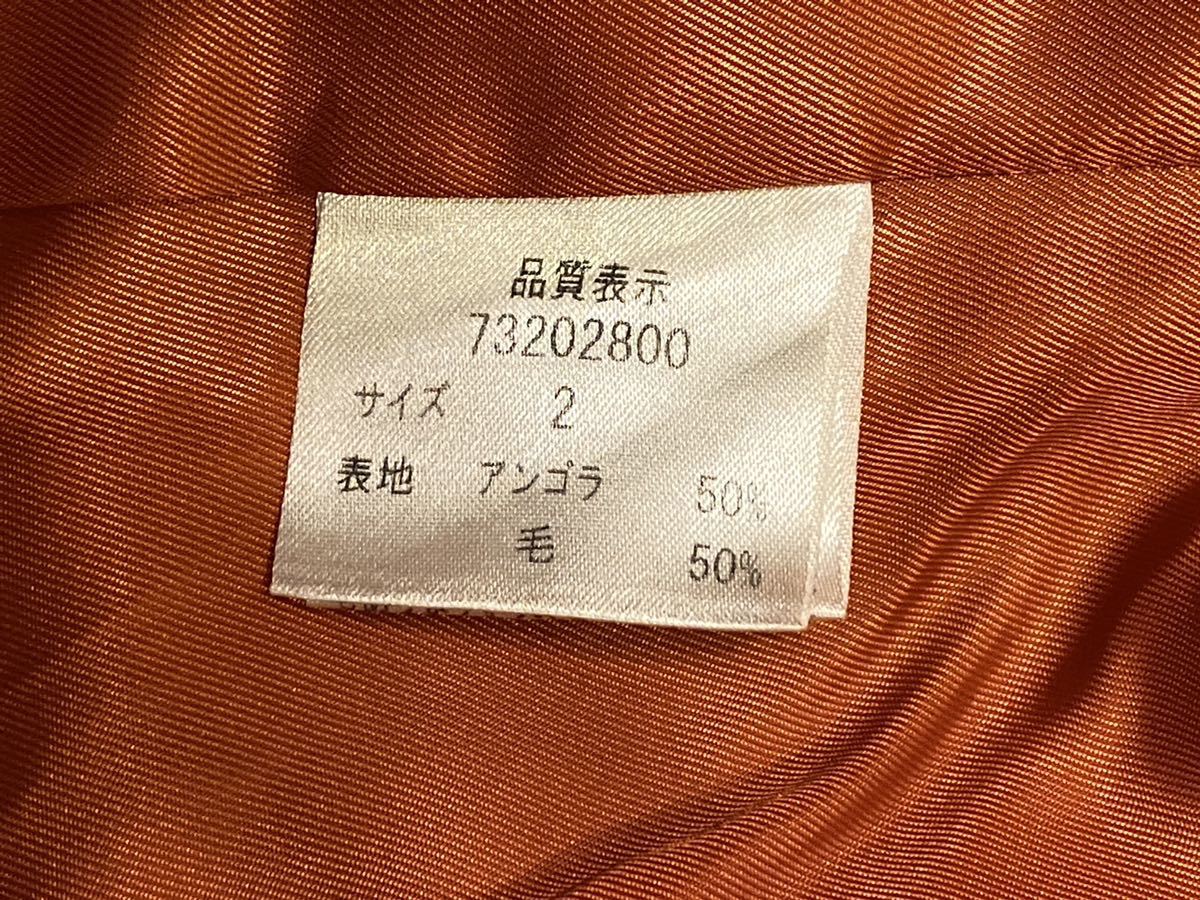 品質表示
73202800
サイズ 2
表地 アンゴラ 50%
毛 50%